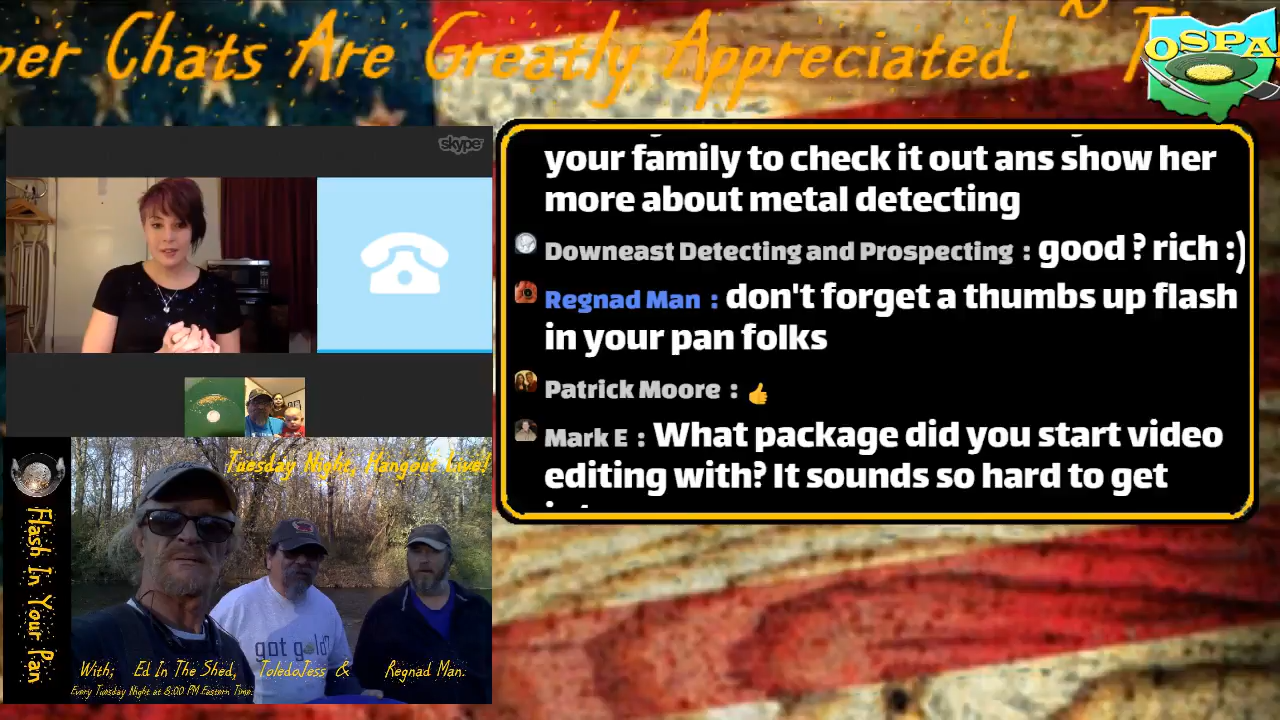 per Chats Are Greatly Appreciated. ~
OSPA
skype
your family to check it out ans show her
more about metal detecting
Downeast Detecting and Prospecting : good ? rich :)
Regnad Man : don't forget a thumbs up flash
in your pan folks
Patrick Moore : 👍
Mark E : What package did you start video
editing with? It sounds so hard to get
Tuesday Night, Hangout Live!
Flash In Your Pan
got gold?
With; Ed In The Shed, ToledoJess & Regnad Man.
Every Tuesday Night at 8:00 PM Eastern Time.